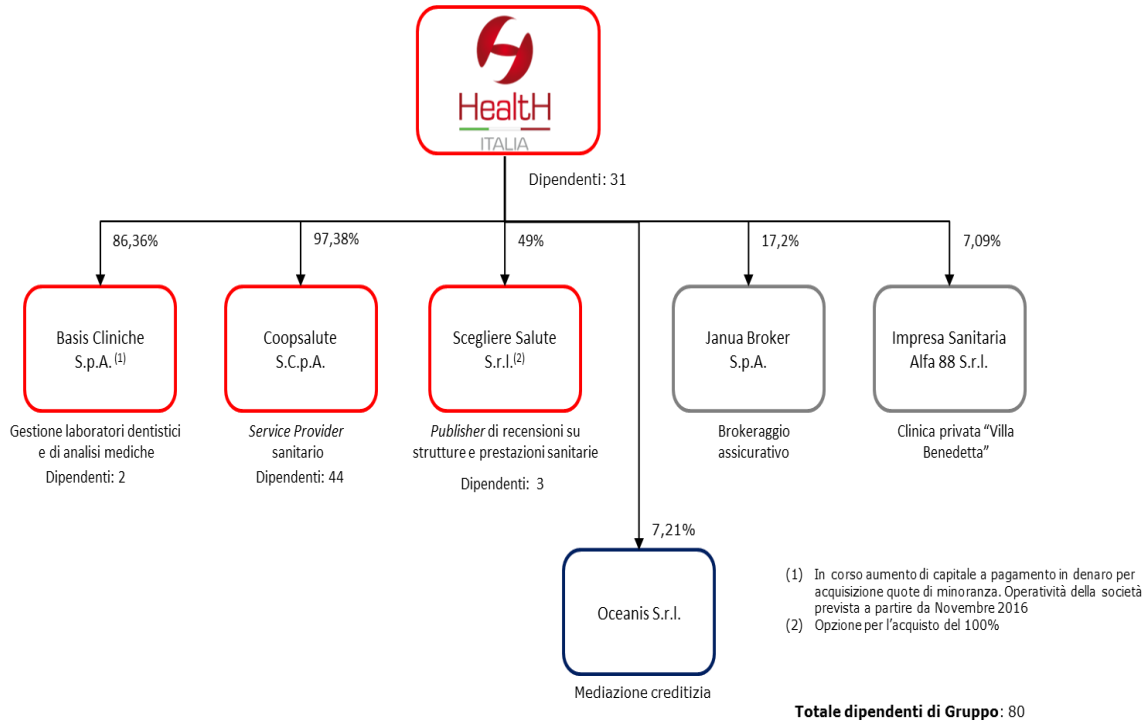 HealtH
ITALIA
Dipendenti: 31
86,36%
97,38%
49%
17,2%
7,09%
Basis Cliniche
S.p.A. (1)
Coopsalute
S.C.p.A.
Scegliere Salute
S.r.l.(2)
Janua Broker
S.p.A.
Impresa Sanitaria
Alfa 88 S.r.l.
Gestione laboratori dentistici
e di analisi mediche
Dipendenti: 2
Service Provider
sanitario
Dipendenti: 44
Publisher di recensioni su
strutture e prestazioni sanitarie
Dipendenti: 3
Brokeraggio
assicurativo
Clinica privata “Villa
Benedetta”
7,21%
Oceanis S.r.l.
Mediazione creditizia
(1) In corso aumento di capitale a pagamento in denaro per
acquisizione quote di minoranza. Operatività della società
prevista a partire da Novembre 2016
(2) Opzione per l’acquisto del 100%
Totale dipendenti di Gruppo: 80